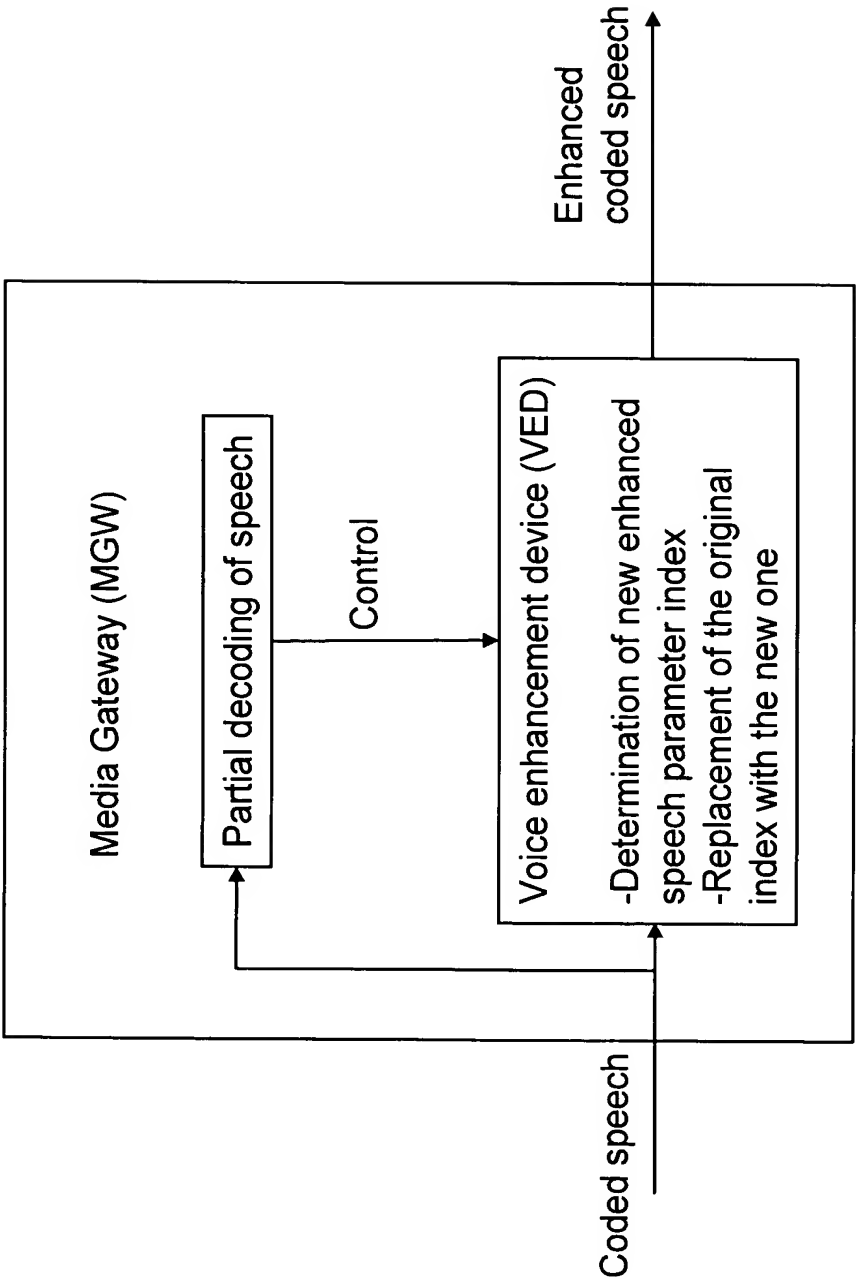 Media Gateway (MGW)
Partial decoding of speech
Control
Coded speech
Voice enhancement device (VED)
-Determination of new enhanced
speech parameter index
-Replacement of the original
index with the new one
Enhanced
coded speech